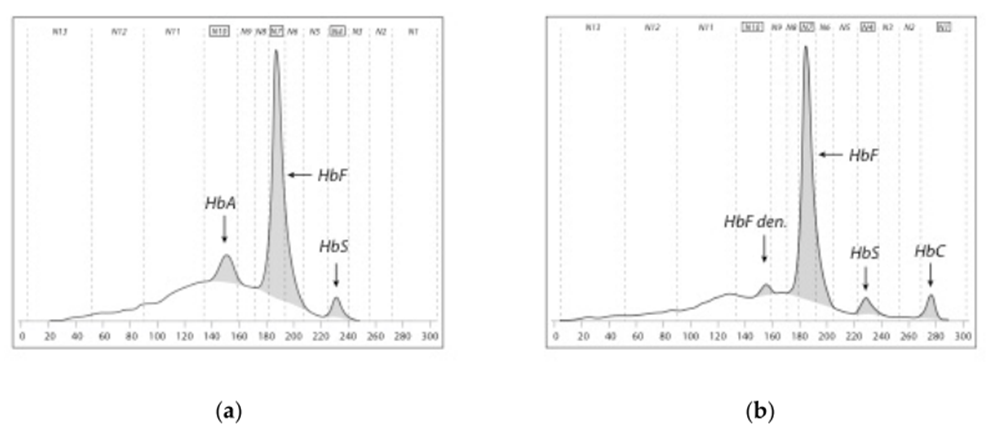 N13 N12 N11 N10 N9 N8 N7 N6 N5 N4 N3 N2 N1
HbA
HbF
HbS
0 20 40 60 80 100 120 140 160 180 200 220 240 260 280 300
(a)
N13 N12 N11 N10 N9 N8 N7 N6 N5 N4 N3 N2 N1
HbF
HbF den.
HbS
HbC
0 20 40 60 80 100 120 140 160 180 200 220 240 260 280 300
(b)